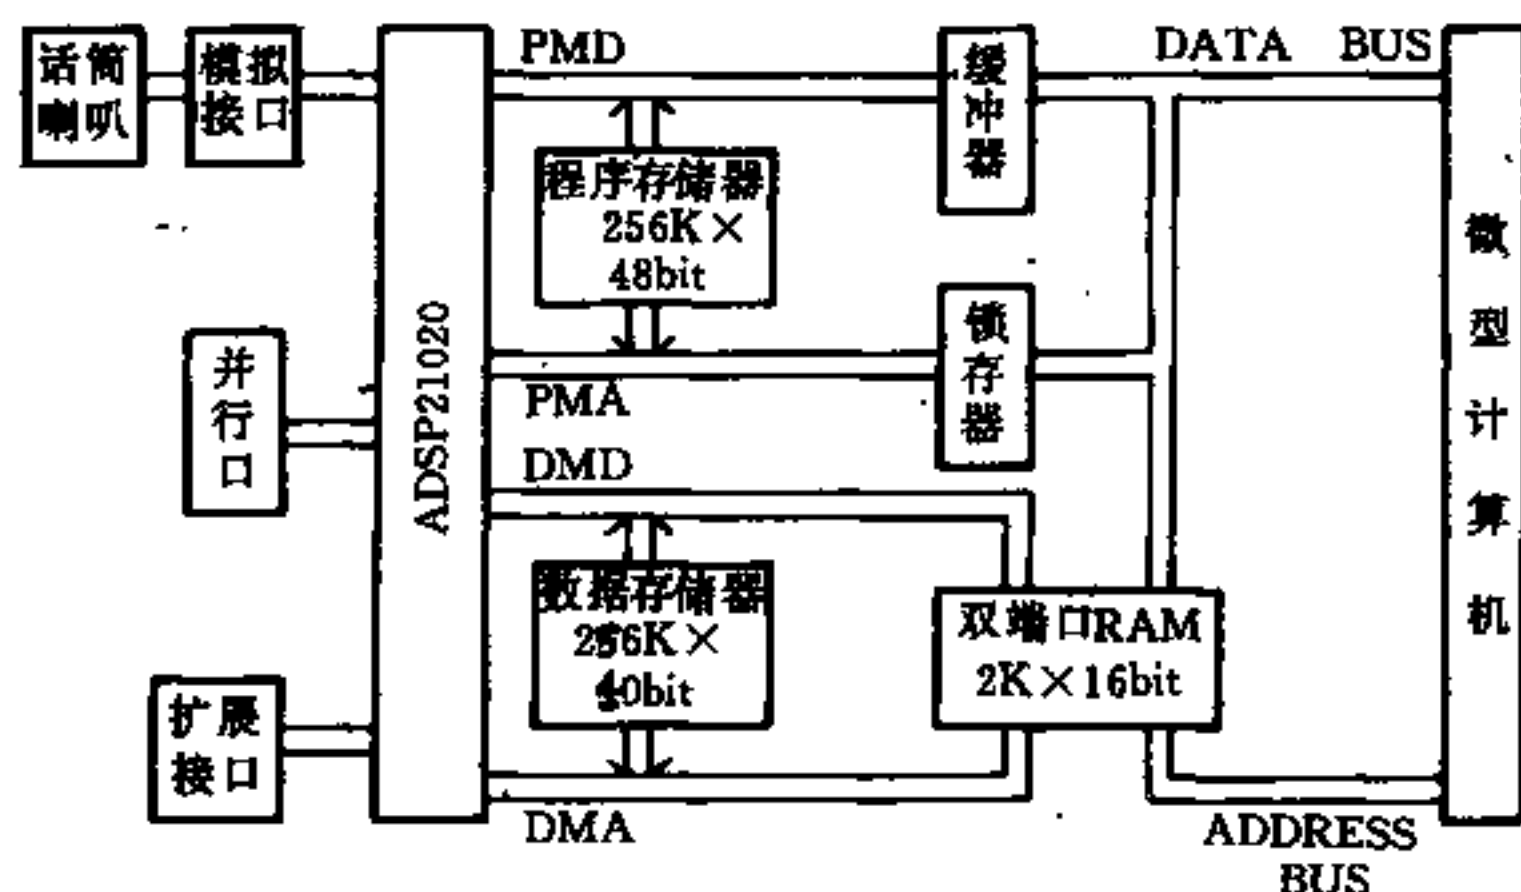 话筒
喇叭
模拟
接口
PMD
缓冲器
DATA BUS
程序存储器
256K×
48bit
ADSP21020
微型计算机
并行口
锁存器
PMA
DMD
数据存储器
256K×
40bit
双端口RAM
2K×16bit
扩展
接口
DMA
ADDRESS
BUS